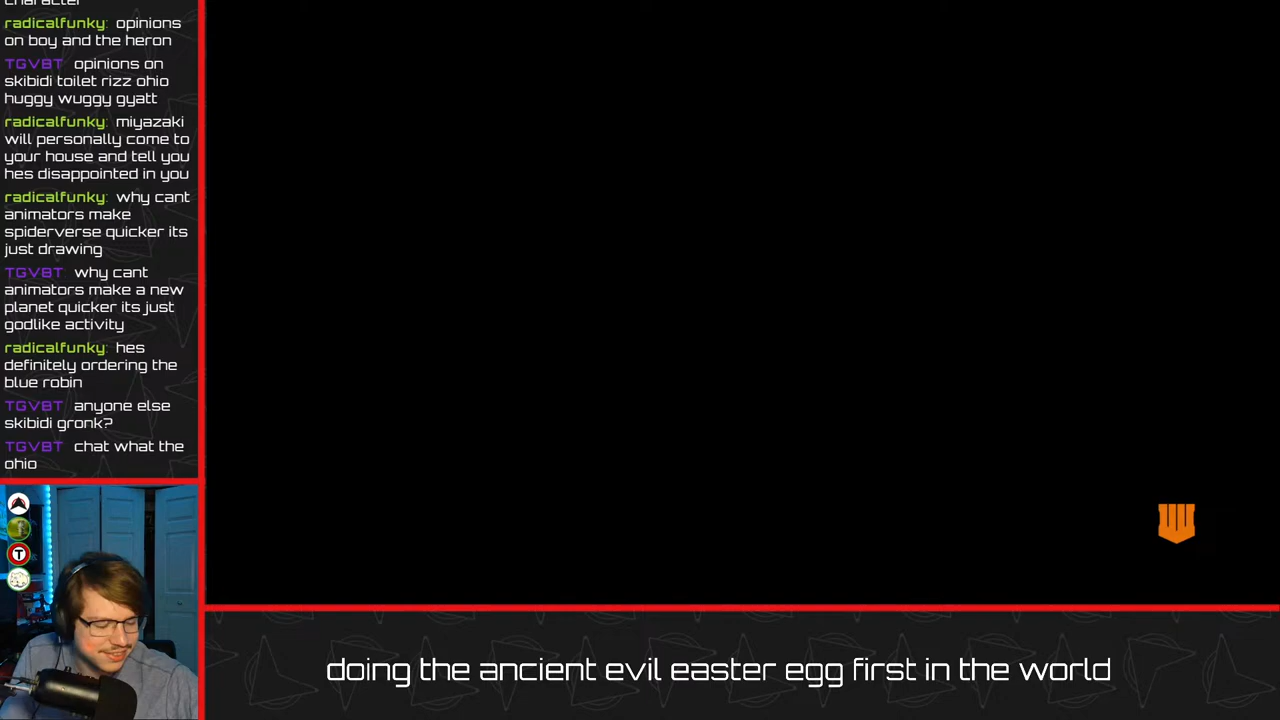 character
radicalfunky: opinions
on boy and the heron
TGVBT opinions on
skibidi toilet rizz ohio
huggy wuggy gyatt
radicalfunky: miyazaki
will personally come to
your house and tell you
hes disappointed in you
radicalfunky: why cant
animators make
spiderverse quicker its
just drawing
TGVBT why cant
animators make a new
planet quicker its just
godlike activity
radicalfunky: hes
definitely ordering the
blue robin
TGVBT anyone else
skibidi gronk?
TGVBT chat what the
ohio
T
doing the ancient evil easter egg first in the world